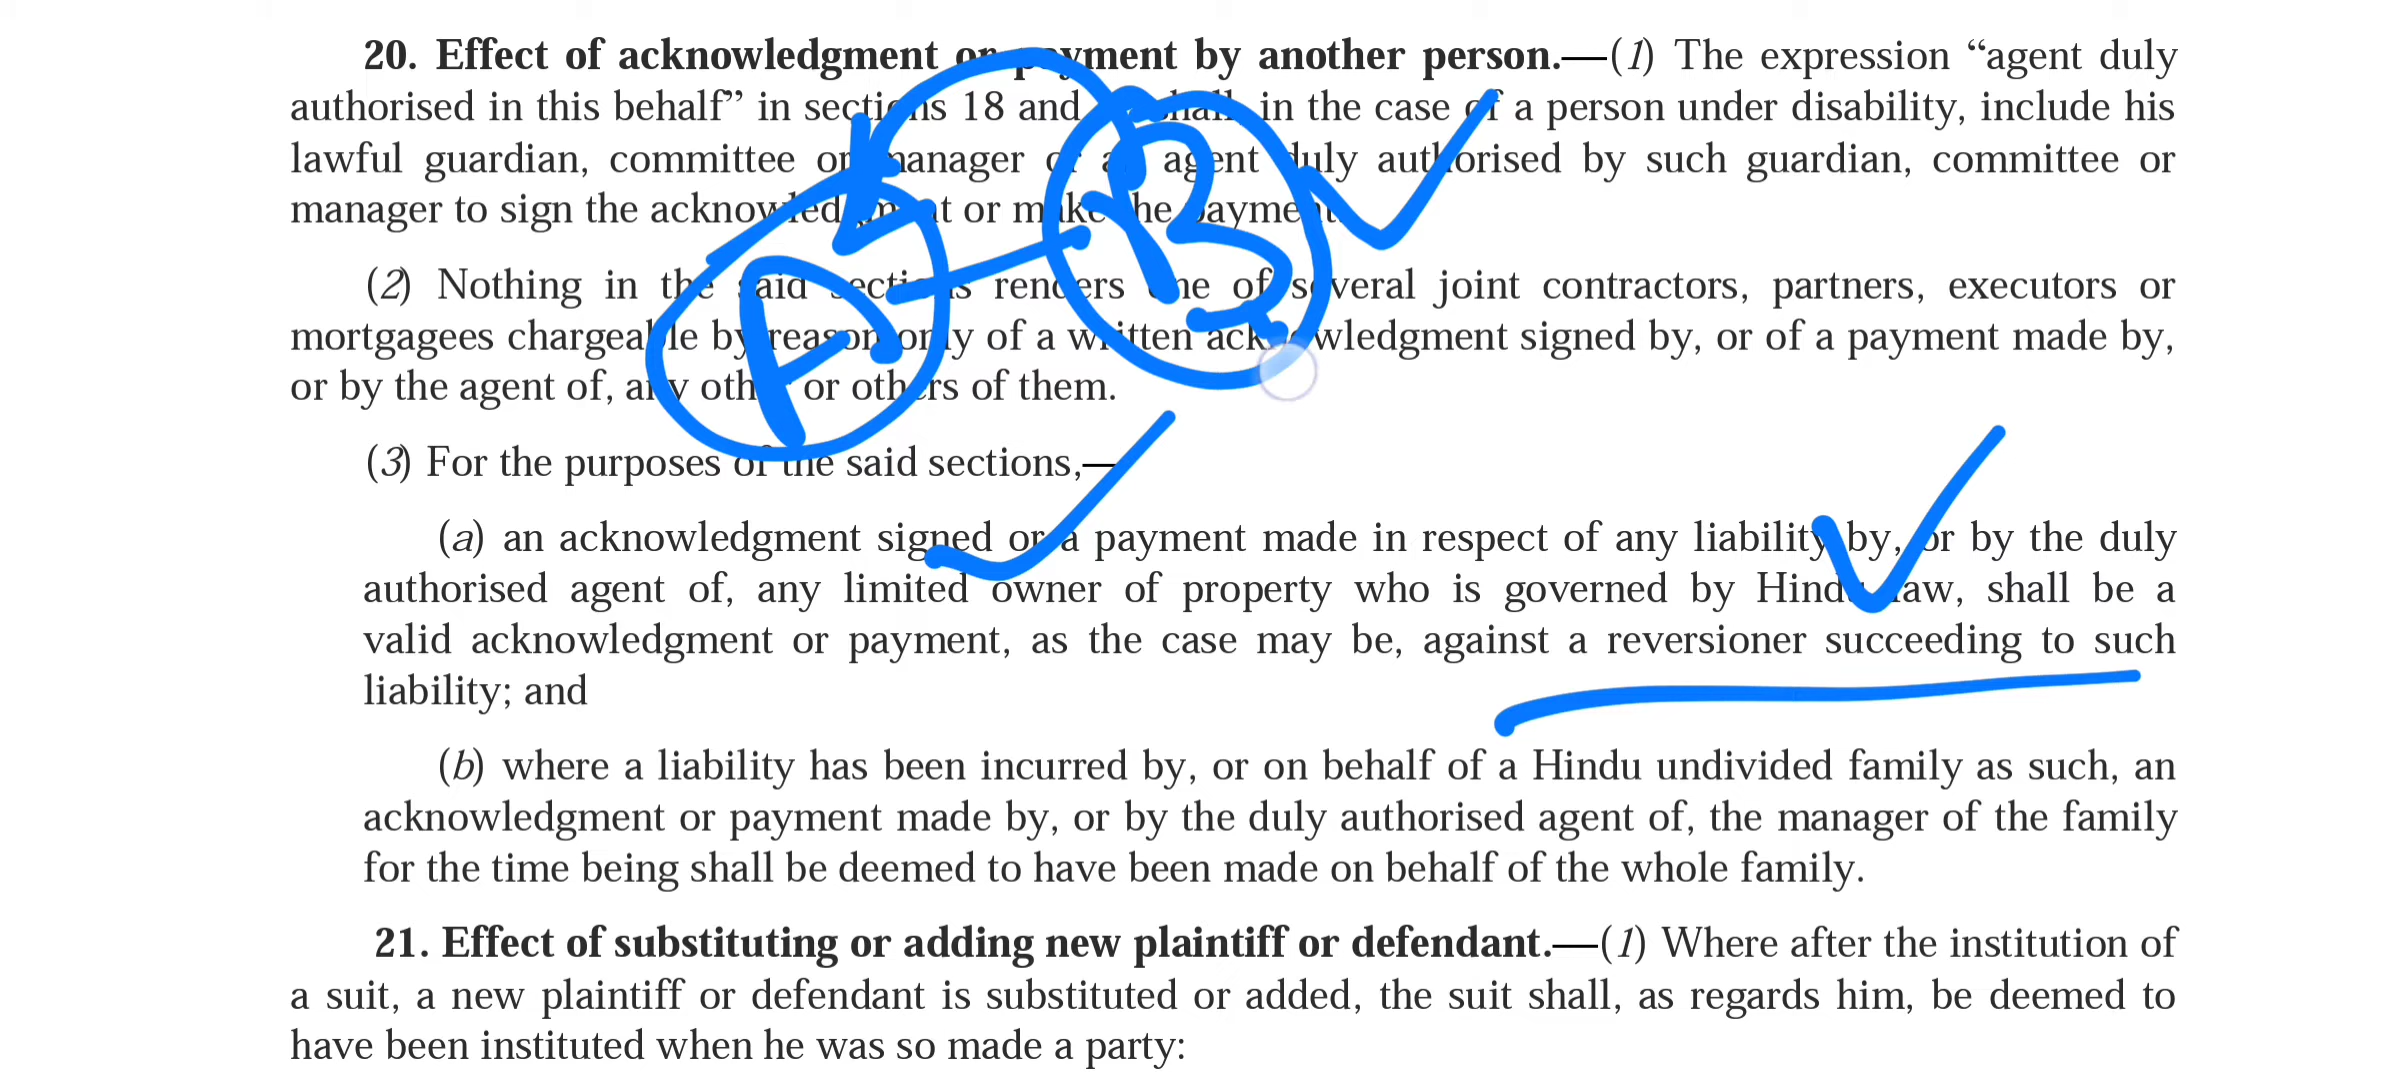 20. Effect of acknowledgment or payment by another person.—(1) The expression “agent duly
authorised in this behalf” in sections 18 and shall, in the case of a person under disability, include his
lawful guardian, committee or manager or an agent duly authorised by such guardian, committee or
manager to sign the acknowledgment or make the payment.
(2) Nothing in the said sections renders one of several joint contractors, partners, executors or
mortgagees chargeable by reason only of a written acknowledgment signed by, or of a payment made by,
or by the agent of, any other or others of them.
(3) For the purposes of the said sections,—
(a) an acknowledgment signed or a payment made in respect of any liability by, or by the duly
authorised agent of, any limited owner of property who is governed by Hindu law, shall be a
valid acknowledgment or payment, as the case may be, against a reversioner succeeding to such
liability; and
(b) where a liability has been incurred by, or on behalf of a Hindu undivided family as such, an
acknowledgment or payment made by, or by the duly authorised agent of, the manager of the family
for the time being shall be deemed to have been made on behalf of the whole family.
21. Effect of substituting or adding new plaintiff or defendant.—(1) Where after the institution of
a suit, a new plaintiff or defendant is substituted or added, the suit shall, as regards him, be deemed to
have been instituted when he was so made a party: